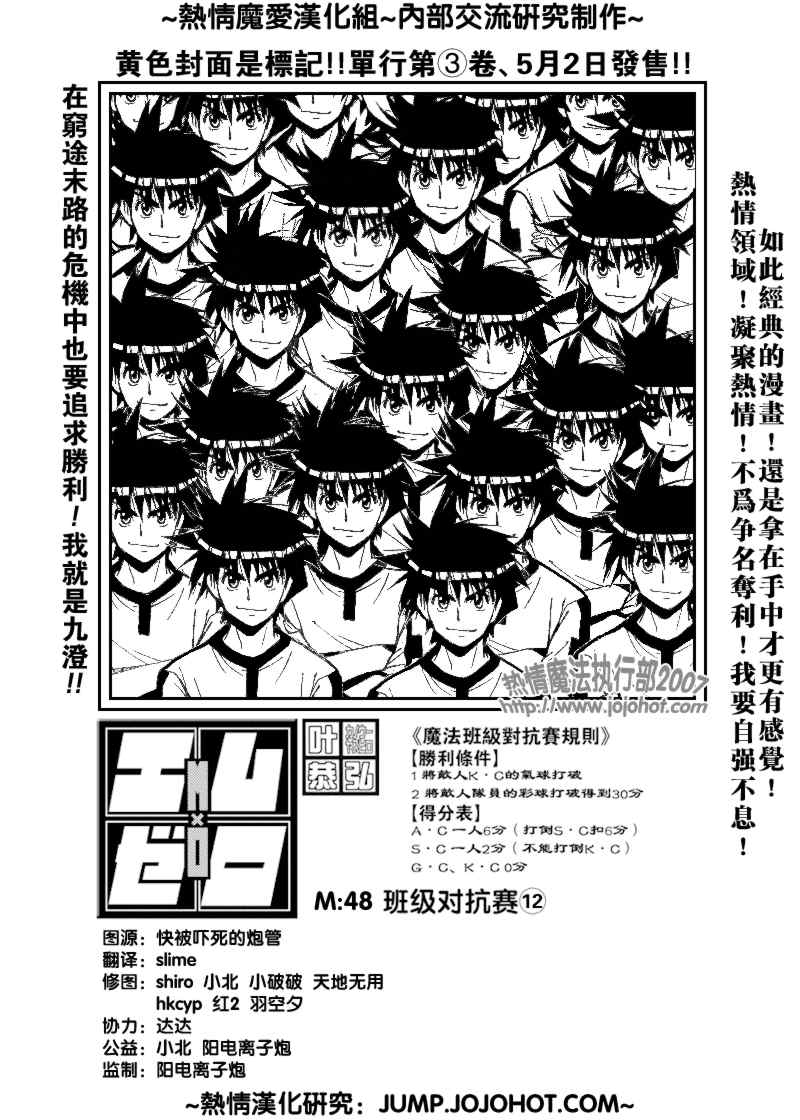 ~熱情魔愛漢化組~內部交流研究制作~
黃色封面是標記!!單行第③卷、5月2日發售!!
在窮途末路的危機中也要追求勝利！我就是九澄!!
如此經典的漫畫！還是拿在手中才更有感覺！
熱情領域！凝聚熱情！不爲争名奪利！我要自强不息！
热情魔法执行部2007
http://www.jojohot.com
エム
ゼロ
M×0
叶
恭弘
《魔法班級對抗賽規則》
【勝利條件】
1 將敵人K·C的氣球打破
2 將敵人隊員的彩球打破得到30分
【得分表】
A·C一人6分（打倒S·C扣6分）
S·C一人2分（不能打倒K·C）
G·C、K·C 0分
M:48 班级对抗赛⑫
图源：快被吓死的炮管
翻译：slime
修图：shiro 小北 小破破 天地无用
hkcyp 红2 羽空夕
协力：达达
公益：小北 阳电离子炮
监制：阳电离子炮
~熱情漢化研究：JUMP.JOJOHOT.COM~